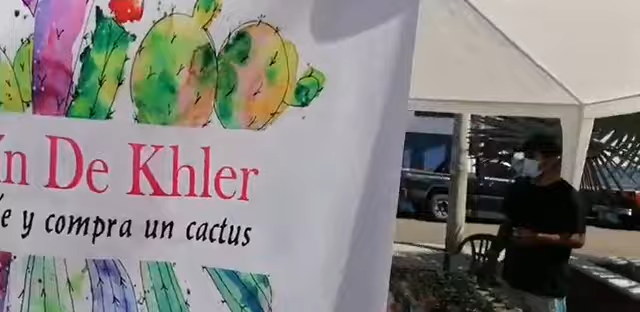 De Khler
y compra un cactus